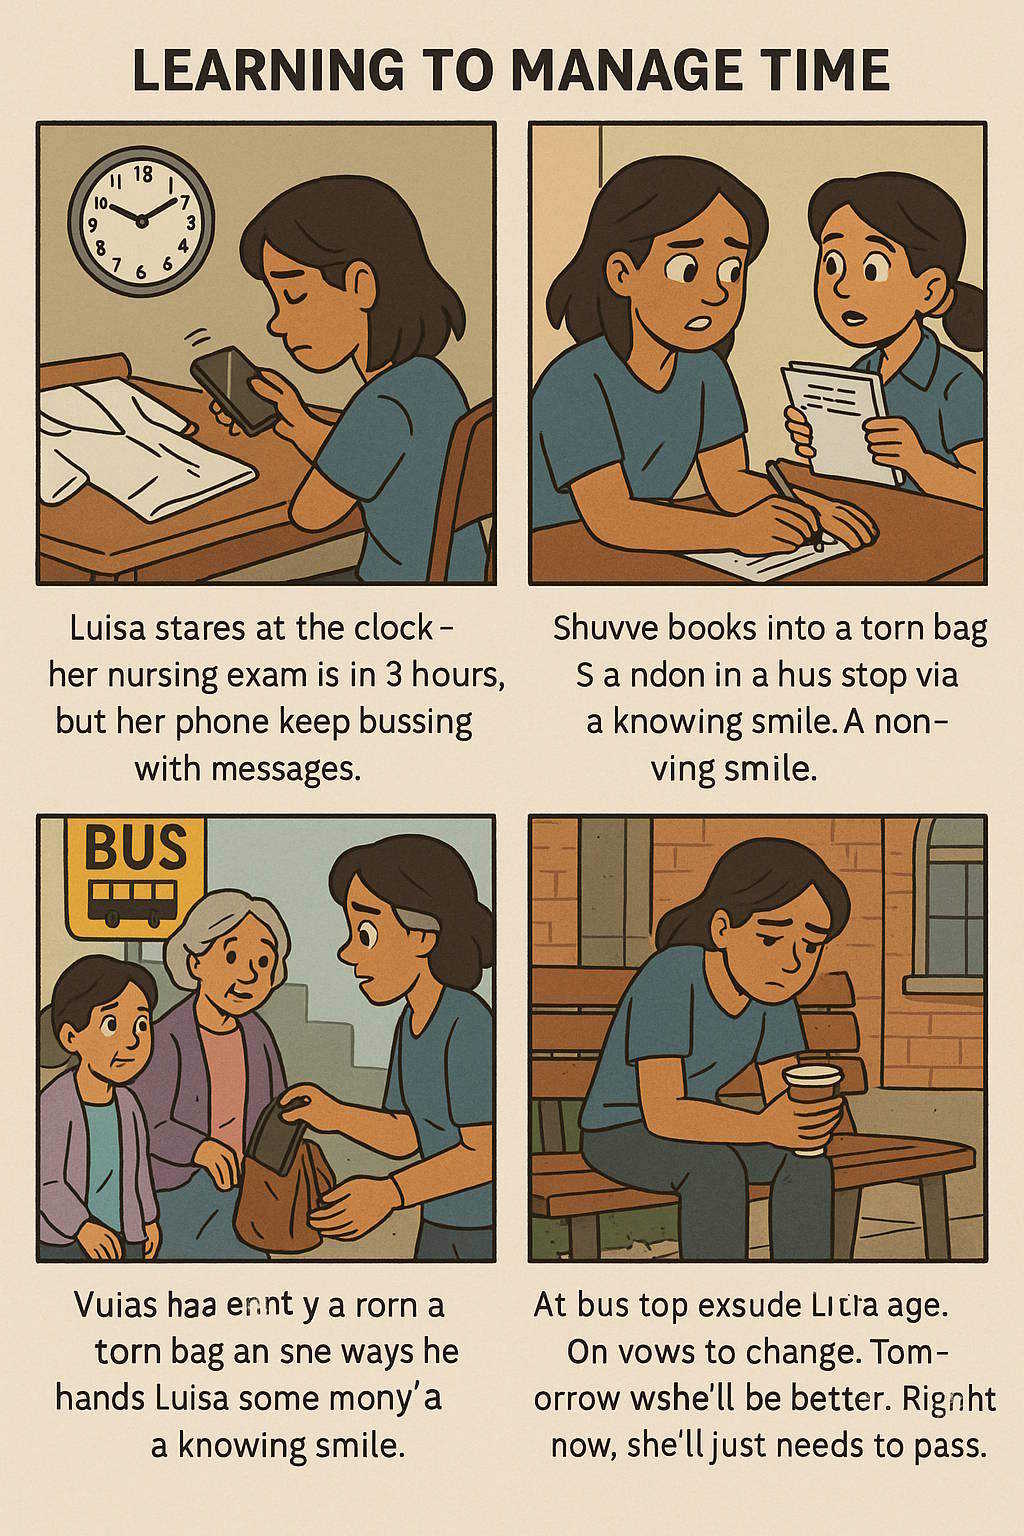 LEARNING TO MANAGE TIME
18
11 1
10 7
9 3
8 4
7 6 6
Luisa stares at the clock –
her nursing exam is in 3 hours,
but her phone keep bussing
with messages.
Shuvve books into a torn bag
S a ndon in a hus stop via
a knowing smile. A non–
ving smile.
BUS
Vuias haa ennt y a rorn a
torn bag an sne ways he
hands Luisa some mony'a
a knowing smile.
At bus top exsude age.
On vows to change. Tom–
orrow wshe'll be better. Rignht
now, she'll just needs to pass.